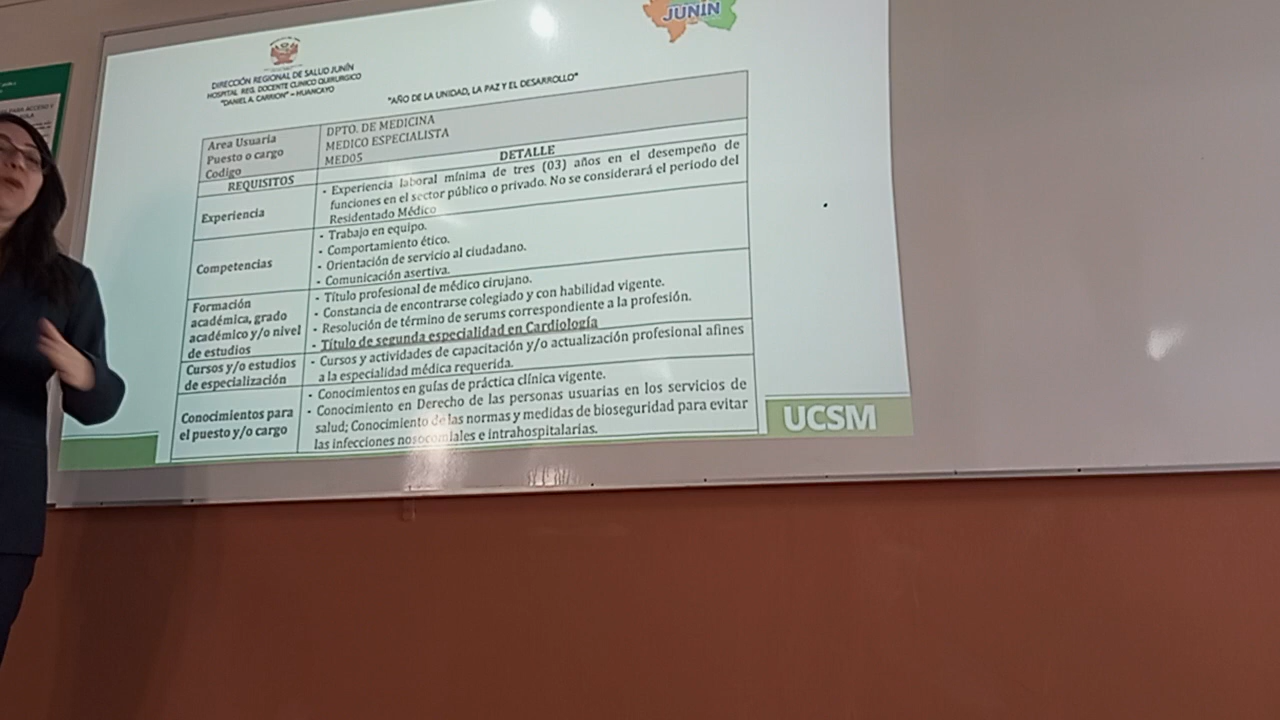 JUNÍN
DIRECCIÓN REGIONAL DE SALUD JUNÍN
HOSPITAL REG. DOCENTE CLINICO QUIRURGICO
"DANIEL A. CARRION" – HUANCAYO
"AÑO DE LA UNIDAD, LA PAZ Y EL DESARROLLO"
Area Usuaria DPTO. DE MEDICINA
Puesto o cargo MEDICO ESPECIALISTA
Codigo MED05
REQUISITOS DETALLE
Experiencia
- Experiencia laboral mínima de tres (03) años en el desempeño de
funciones en el sector público o privado. No se considerará el periodo del
Residentado Médico
Competencias
- Trabajo en equipo.
- Comportamiento ético.
- Orientación de servicio al ciudadano.
- Comunicación asertiva.
Formación
académica, grado
académico y/o nivel
de estudios
- Título profesional de médico cirujano.
- Constancia de encontrarse colegiado y con habilidad vigente.
- Resolución de término de serums correspondiente a la profesión.
- Título de segunda especialidad en Cardiología
Cursos y/o estudios
de especialización
- Cursos y actividades de capacitación y/o actualización profesional afines
a la especialidad médica requerida.
Conocimientos para
el puesto y/o cargo
- Conocimientos en guías de práctica clínica vigente.
- Conocimiento en Derecho de las personas usuarias en los servicios de
salud; Conocimiento de las normas y medidas de bioseguridad para evitar
las infecciones nosocomiales e intrahospitalarias.
UCSM
PARA ACCESO